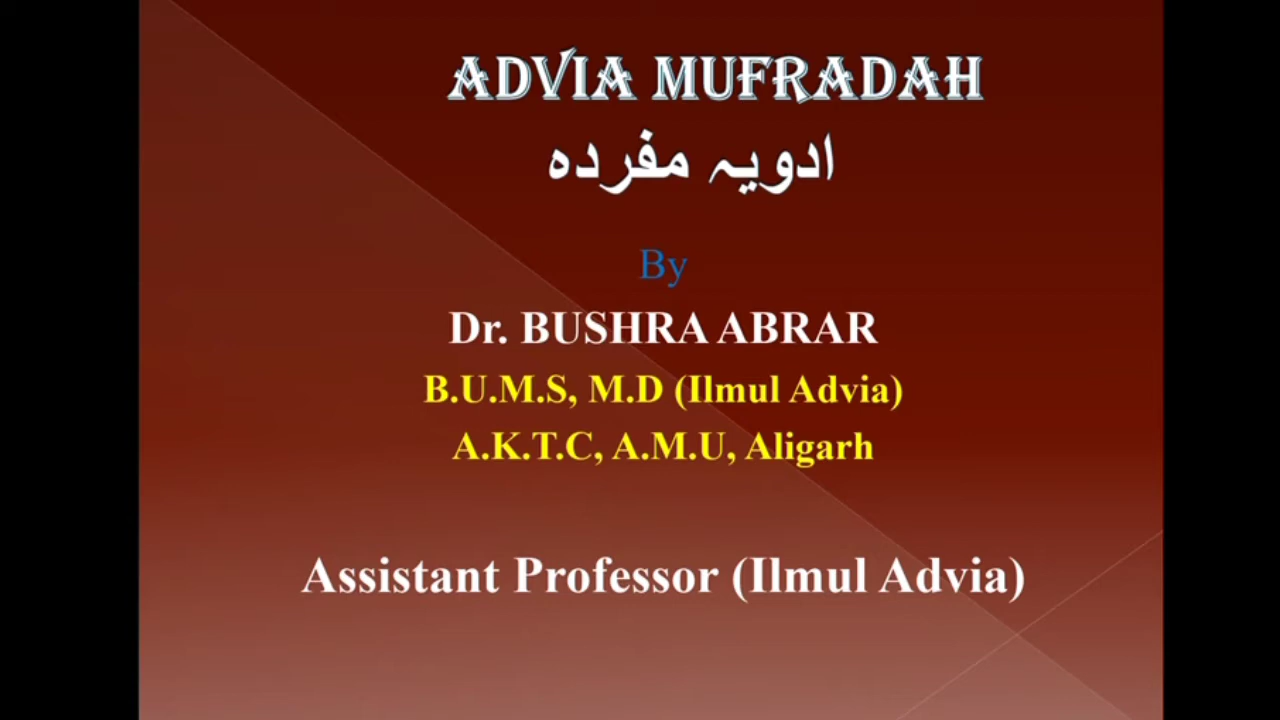 ADVIA MUFRADAH
ادویہ مفردہ
By
Dr. BUSHRA ABRAR
B.U.M.S, M.D (Ilmul Advia)
A.K.T.C, A.M.U, Aligarh
Assistant Professor (Ilmul Advia)